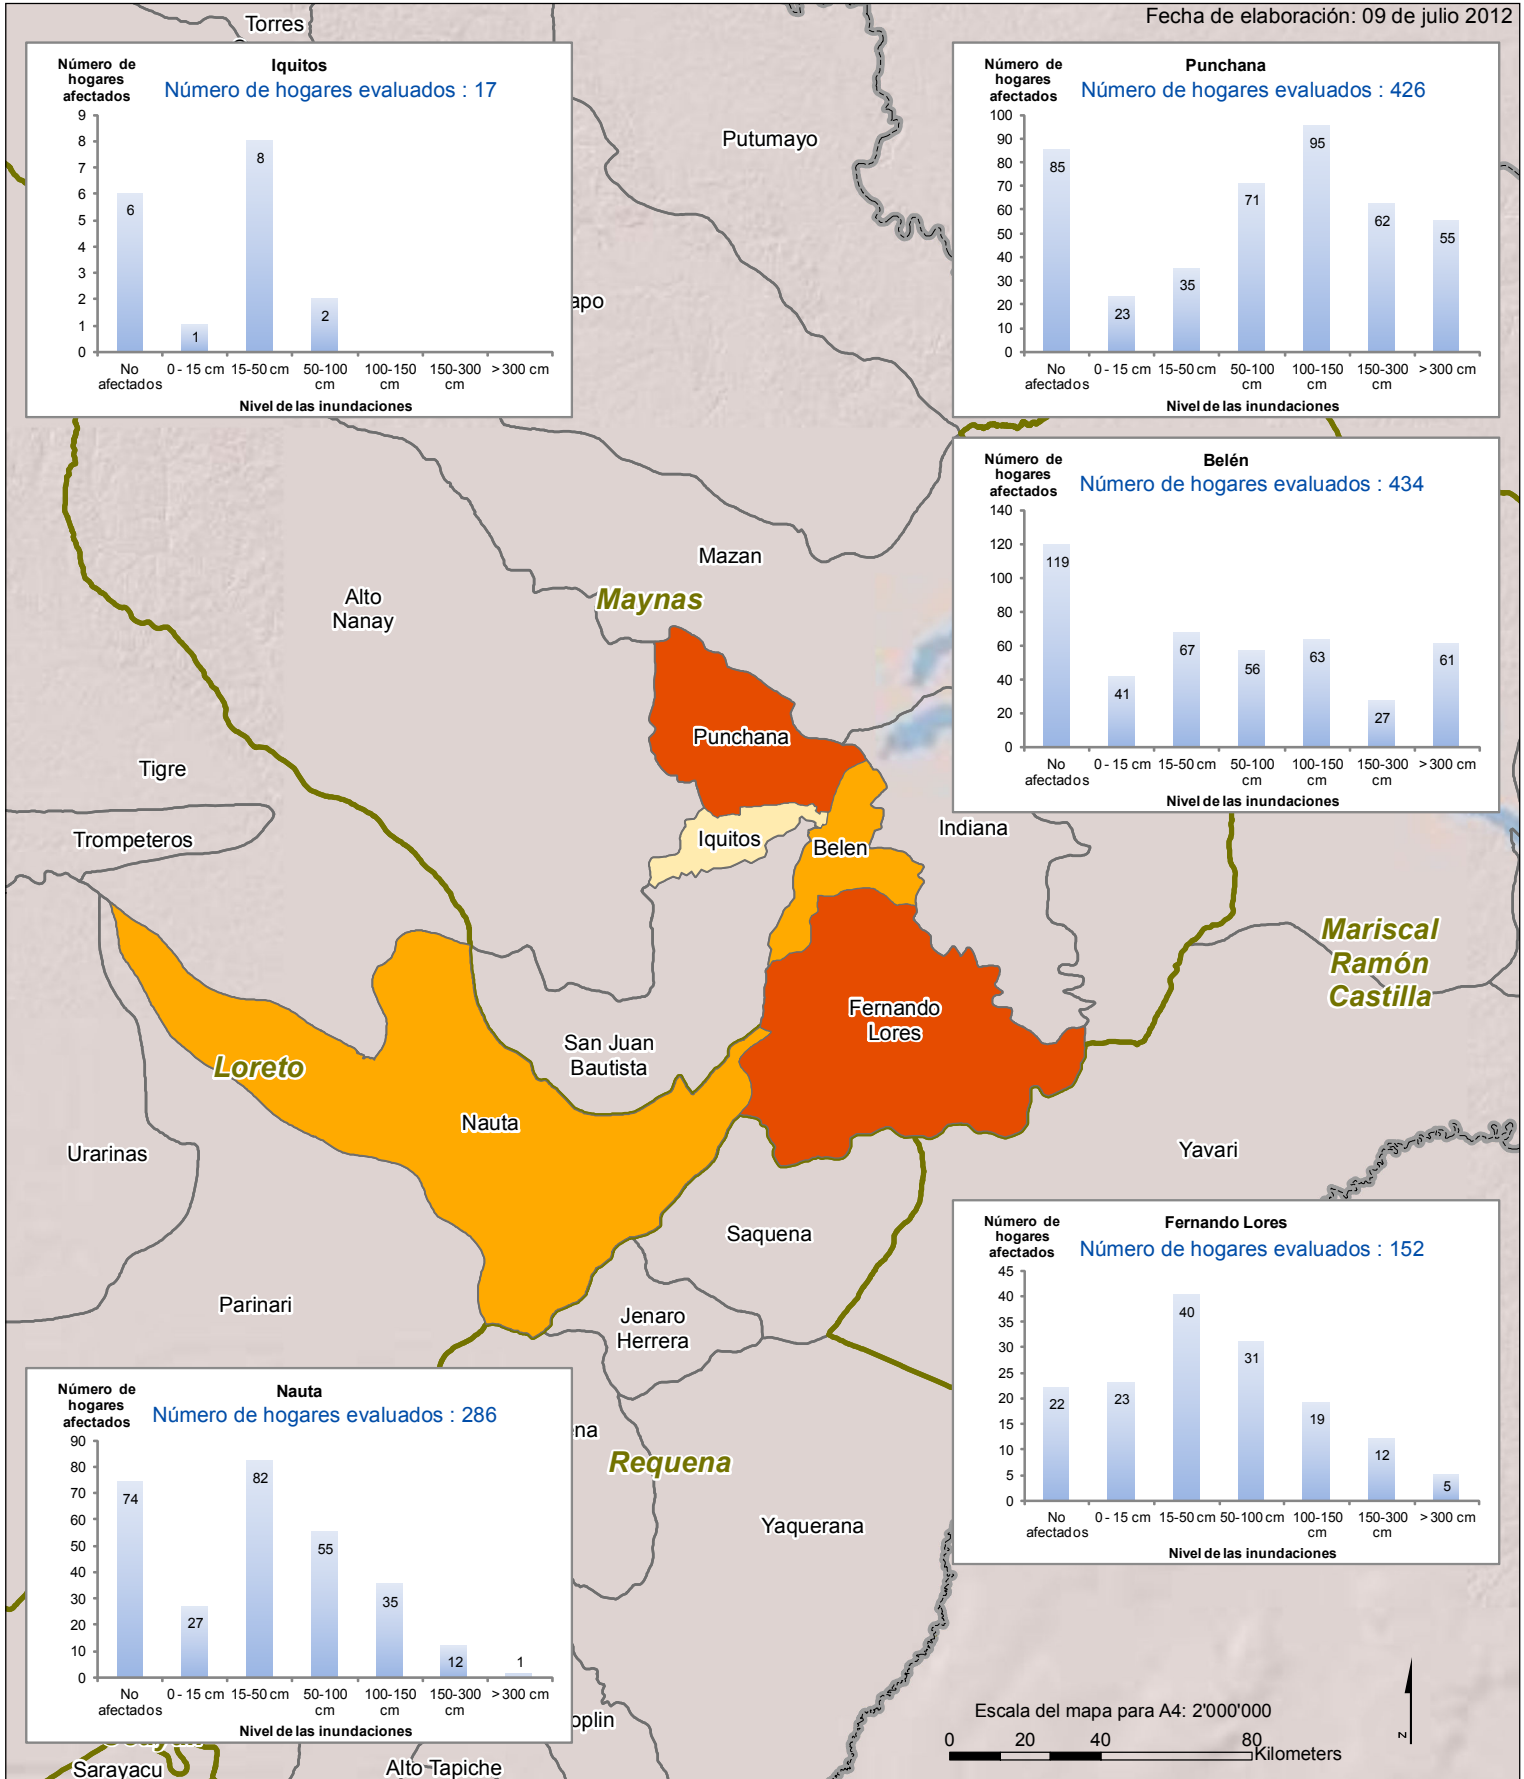 Fecha de elaboración: 09 de julio 2012
Torres
Número de
hogares
afectados
Iquitos
Número de hogares evaluados : 17
9
8
7
6
5
4
3
2
1
0
6
1
8
2
No
afectados
0 - 15 cm
15-50 cm
50-100
cm
100-150
cm
150-300
cm
> 300 cm
Nivel de las inundaciones
Número de
hogares
afectados
Punchana
Número de hogares evaluados : 426
100
90
80
70
60
50
40
30
20
10
0
85
23
35
71
95
62
55
No
afectados
0 - 15 cm
15-50 cm
50-100
cm
100-150
cm
150-300
cm
> 300 cm
Nivel de las inundaciones
Putumayo
apo
Número de
hogares
afectados
Belén
Número de hogares evaluados : 434
140
120
100
80
60
40
20
0
119
41
67
56
63
27
61
No
afectados
0 - 15 cm
15-50 cm
50-100
cm
100-150
cm
150-300
cm
> 300 cm
Nivel de las inundaciones
Mazan
Alto
Nanay
Maynas
Punchana
Tigre
Trompeteros
Iquitos
Belen
Indiana
Mariscal
Ramón
Castilla
Fernando
Lores
San Juan
Bautista
Loreto
Nauta
Urarinas
Yavari
Saquena
Parinari
Jenaro
Herrera
Número de
hogares
afectados
Fernando Lores
Número de hogares evaluados : 152
45
40
35
30
25
20
15
10
5
0
22
23
40
31
19
12
5
No
afectados
0 - 15 cm
15-50 cm
50-100 cm
100-150
cm
150-300
cm
> 300 cm
Nivel de las inundaciones
Número de
hogares
afectados
Nauta
Número de hogares evaluados : 286
90
80
70
60
50
40
30
20
10
0
74
27
82
55
35
12
1
No
afectados
0 - 15 cm
15-50 cm
50-100
cm
100-150
cm
150-300
cm
> 300 cm
Nivel de las inundaciones
ena
Requena
Yaquerana
oplin
Sarayacu
Alto Tapiche
Escala del mapa para A4: 2'000'000
0 20 40 80
Kilometers
N